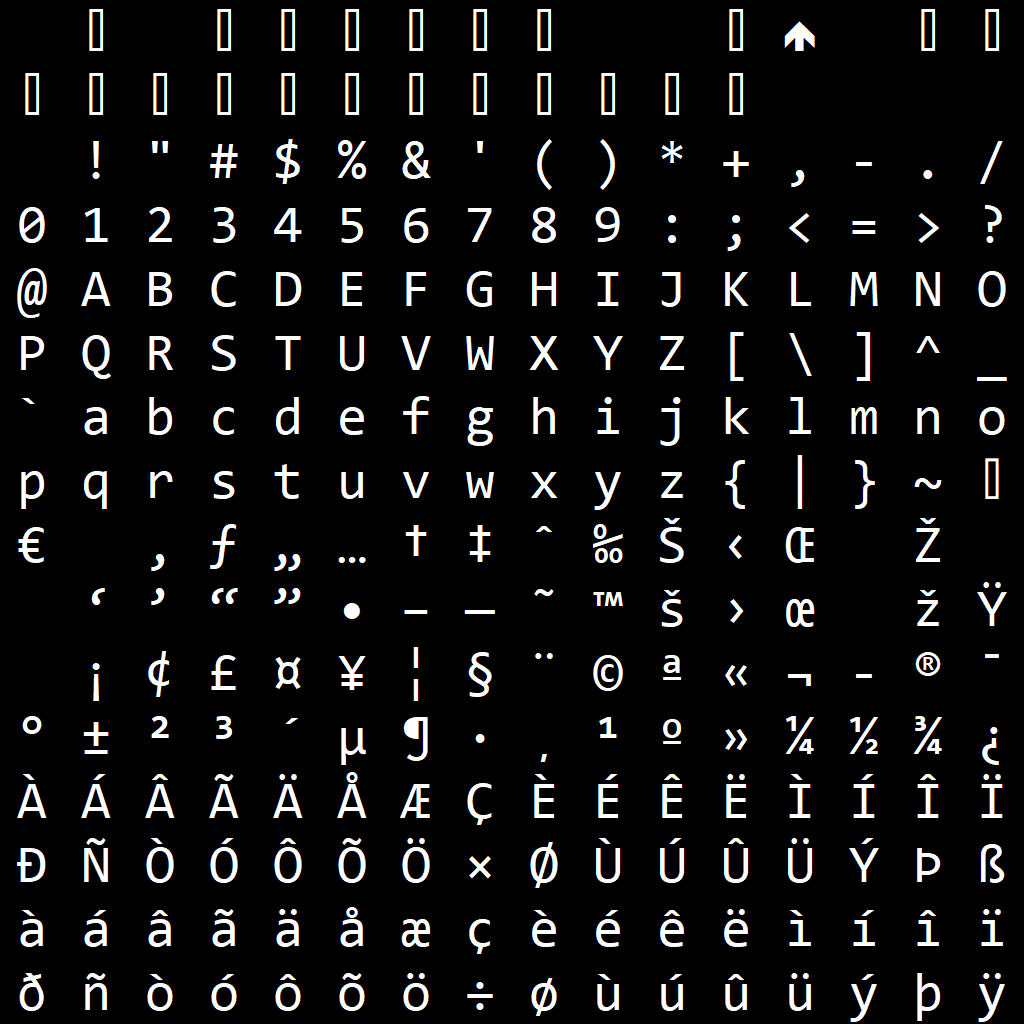 ▯ ▯ ▯ ▯ ▯ ▯ ▯ ▯ 🡹 ▯ ▯
▯ ▯ ▯ ▯ ▯ ▯ ▯ ▯ ▯ ▯ ▯ ▯
! " # $ % & ' ( ) * + , - . /
0 1 2 3 4 5 6 7 8 9 : ; < = > ?
@ A B C D E F G H I J K L M N O
P Q R S T U V W X Y Z [ \ ] ^ _
` a b c d e f g h i j k l m n o
p q r s t u v w x y z { | } ~ ▯
€ ‚ ƒ „ … † ‡ ˆ ‰ Š ‹ Œ Ž
‘ ’ “ ” • – — ˜ ™ š › œ ž Ÿ
¡ ¢ £ ¤ ¥ ¦ § ¨ © ª « ¬ - ® ¯
° ± ² ³ ´ µ ¶ · ¸ ¹ º » ¼ ½ ¾ ¿
À Á Â Ã Ä Å Æ Ç È É Ê Ë Ì Í Î Ï
Ð Ñ Ò Ó Ô Õ Ö × Ø Ù Ú Û Ü Ý Þ ß
à á â ã ä å æ ç è é ê ë ì í î ï
ð ñ ò ó ô õ ö ÷ ø ù ú û ü ý þ ÿ